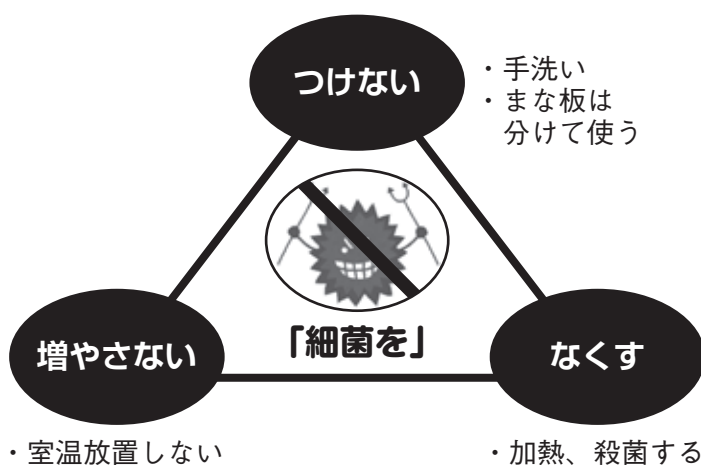 つけない
・手洗い
・まな板は
分けて使う
「細菌を」
増やさない
なくす
・室温放置しない
・加熱、殺菌する